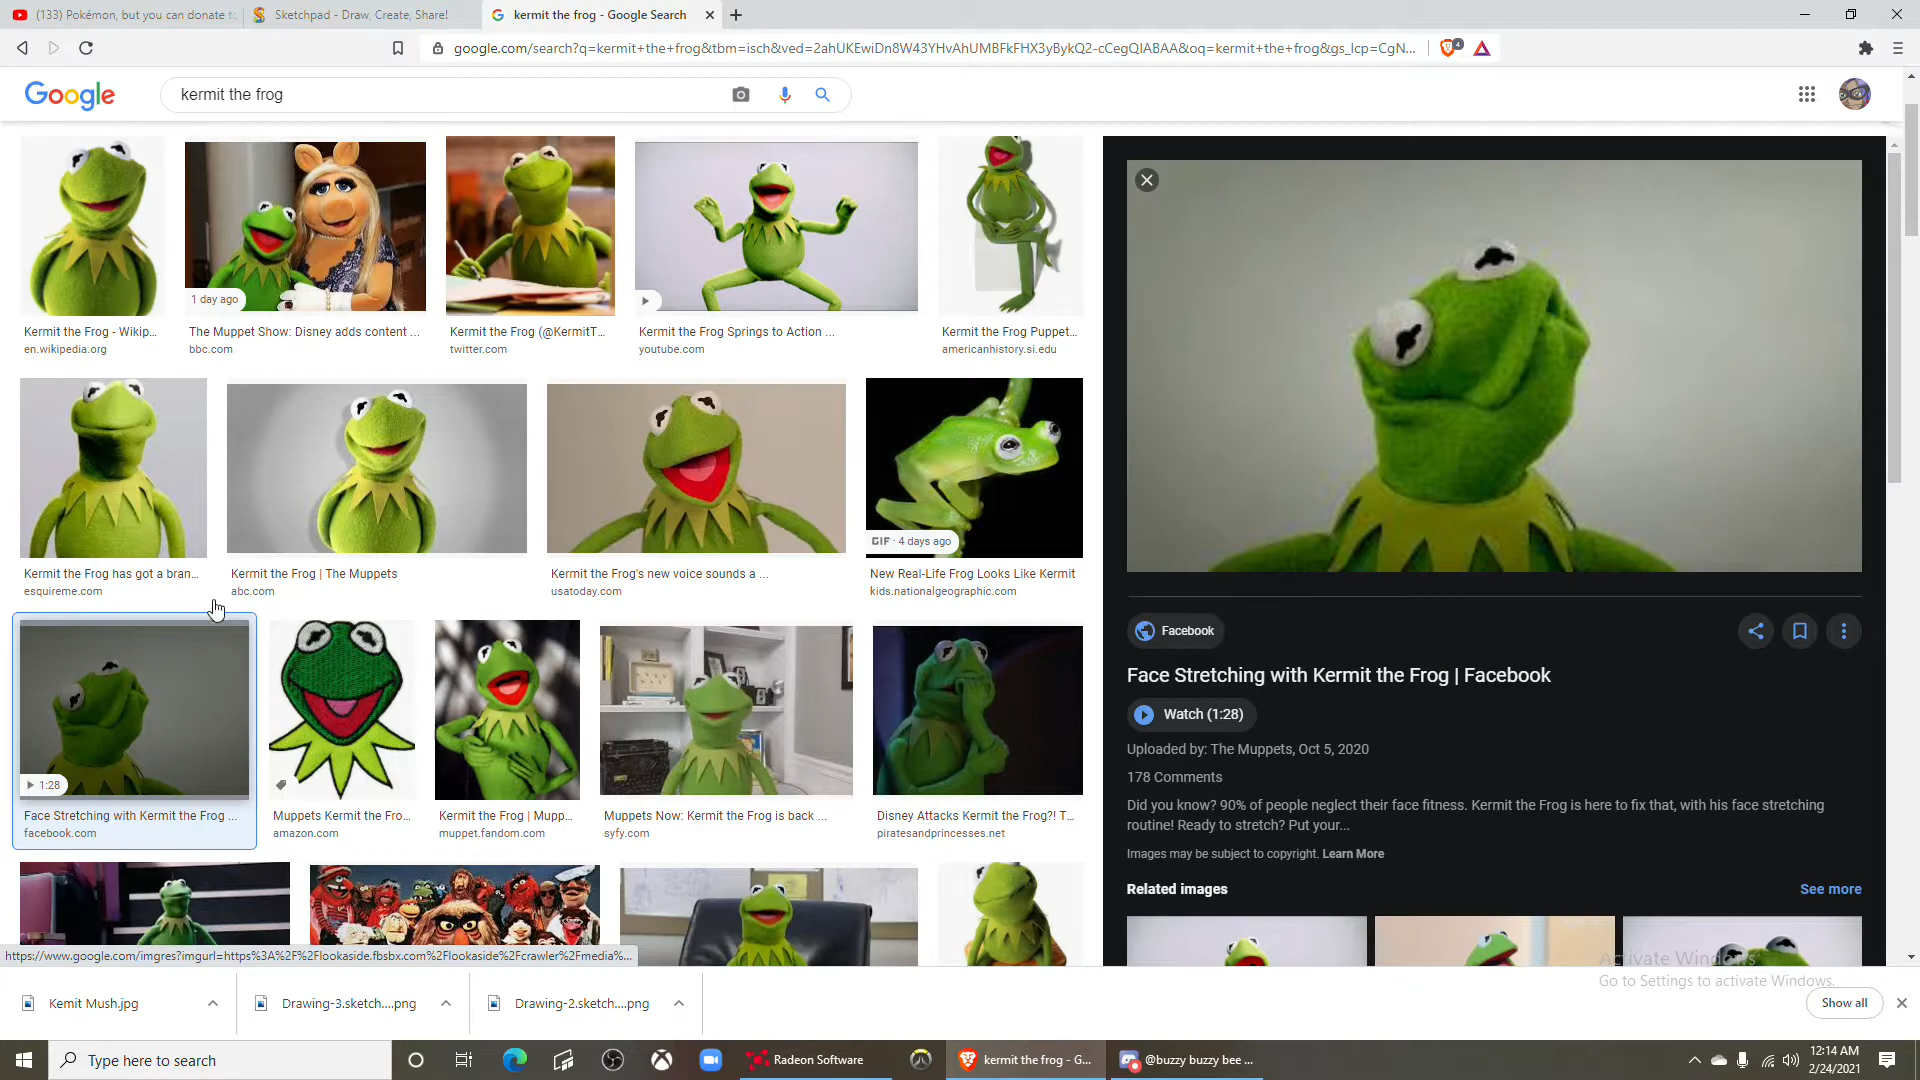 (133) Pokémon, but you can donate to
Sketchpad - Draw, Create, Share!
kermit the frog - Google Search
google.com/search?q=kermit+the+frog&tbm=isch&ved=2ahUKEwiDn8W43YHvAhUMBFkFHX3yBykQ2-cCegQIABAA&oq=kermit+the+frog&gs_lcp=CgN...
4
Google
kermit the frog
1 day ago
Kermit the Frog - Wikip...
en.wikipedia.org
The Muppet Show: Disney adds content ...
bbc.com
Kermit the Frog (@KermitT...
twitter.com
Kermit the Frog Springs to Action ...
youtube.com
Kermit the Frog Puppet...
americanhistory.si.edu
GIF · 4 days ago
Kermit the Frog has got a bran...
esquireme.com
Kermit the Frog | The Muppets
abc.com
Kermit the Frog's new voice sounds a ...
usatoday.com
New Real-Life Frog Looks Like Kermit
kids.nationalgeographic.com
1:28
Face Stretching with Kermit the Frog ...
facebook.com
Muppets Kermit the Fro...
amazon.com
Kermit the Frog | Mupp...
muppet.fandom.com
Muppets Now: Kermit the Frog is back ...
syfy.com
Disney Attacks Kermit the Frog?! T...
piratesandprincesses.net
Facebook
Face Stretching with Kermit the Frog | Facebook
Watch (1:28)
Uploaded by: The Muppets, Oct 5, 2020
178 Comments
Did you know? 90% of people neglect their face fitness. Kermit the Frog is here to fix that, with his face stretching
routine! Ready to stretch? Put your...
Images may be subject to copyright. Learn More
Related images
See more
https://www.google.com/imgres?imgurl=https%3A%2F%2Flookaside.fbsbx.com%2Flookaside%2Fcrawler%2Fmedia%...
Activate Windows
Go to Settings to activate Windows.
Kemit Mush.jpg
Drawing-3.sketch....png
Drawing-2.sketch....png
Show all
Type here to search
Radeon Software
kermit the frog - G...
@buzzy buzzy bee ...
12:14 AM
2/24/2021